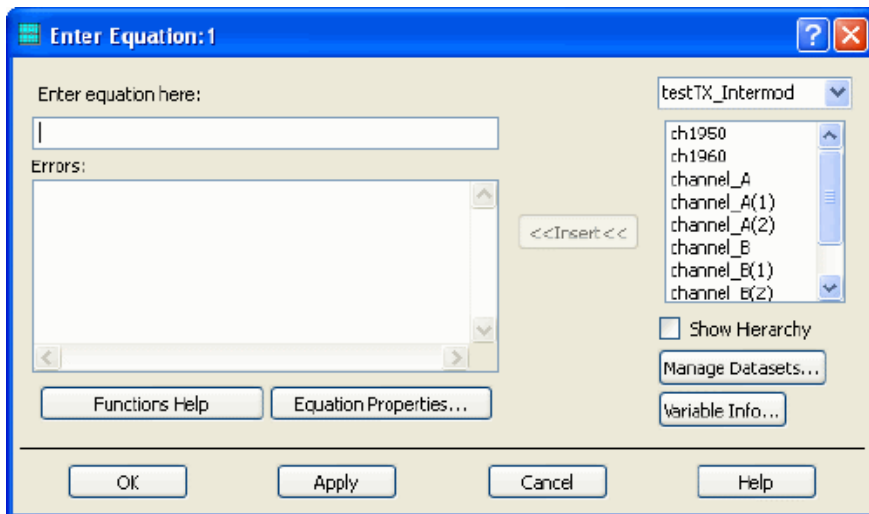 Enter Equation:1
Enter equation here:
testTX_Intermod
ch1950
ch1960
channel_A
channel_A(1)
channel_A(2)
channel_B
channel_B(1)
channel_B(2)
Errors:
<<Insert<<
Show Hierarchy
Manage Datasets...
Variable Info...
Functions Help
Equation Properties...
OK
Apply
Cancel
Help